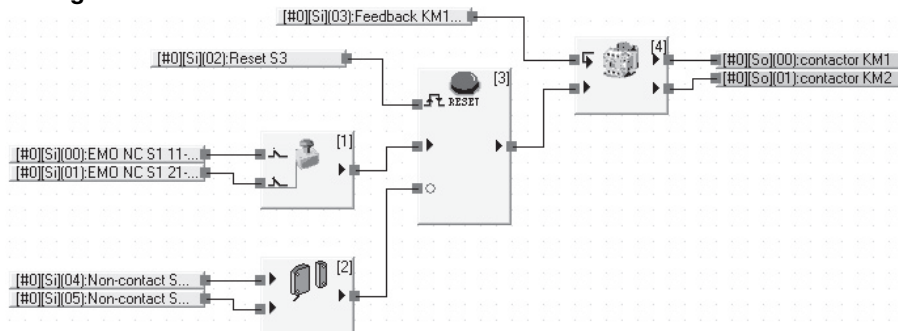 [#0][Si](03):Feedback KM1...
[4]
[#0][So](00):contactor KM1
[#0][So](01):contactor KM2
[#0][Si](02):Reset S3
[3]
RESET
[1]
[#0][Si](00):EMO NC S1 11-...
[#0][Si](01):EMO NC S1 21-...
[2]
[#0][Si](04):Non-contact S...
[#0][Si](05):Non-contact S...